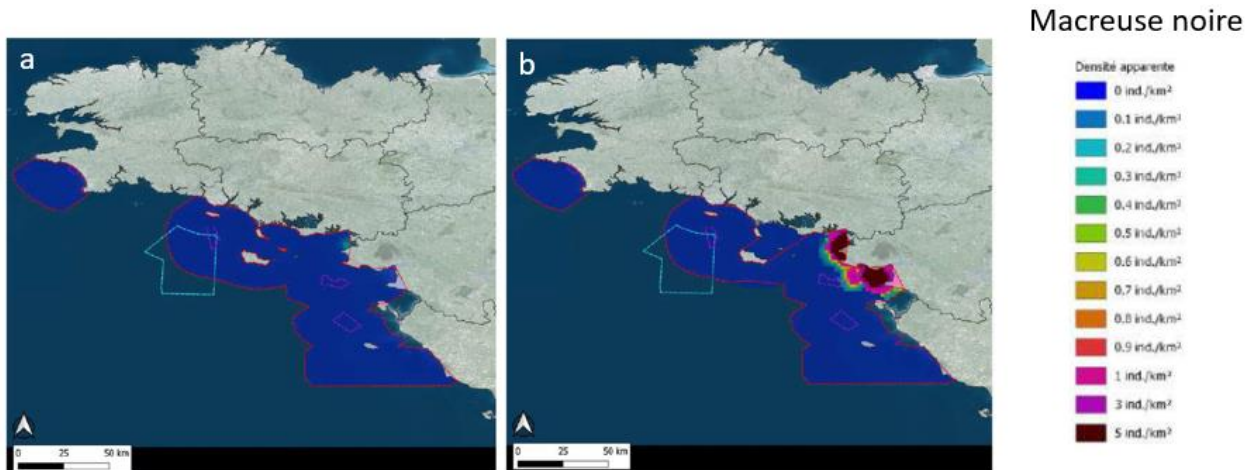 Macreuse noire
a
b
Densité apparente
0 ind./km²
0.1 ind./km²
0.2 ind./km²
0.3 ind./km²
0.4 ind./km²
0.5 ind./km²
0.6 ind./km²
0.7 ind./km²
0.8 ind./km²
0.9 ind./km²
1 ind./km²
3 ind./km²
5 ind./km²
0 25 50 km
0 25 50 km